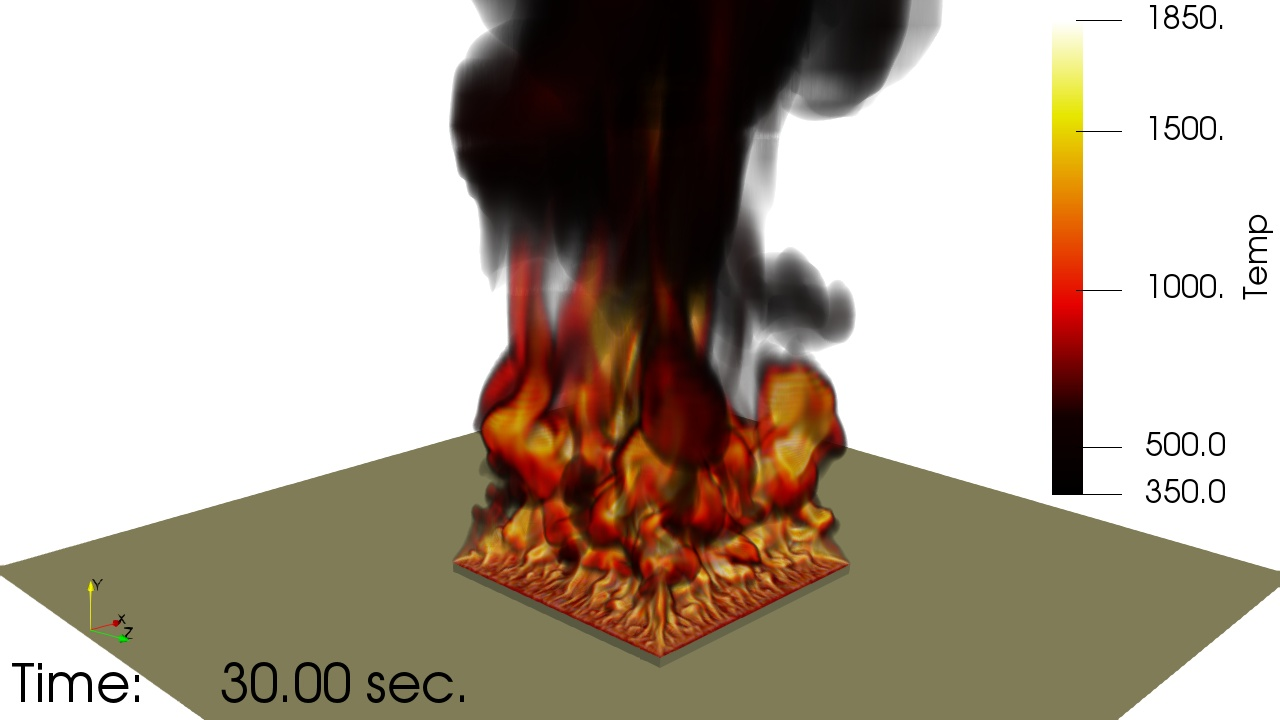 1850.
1500.
1000.
500.0
350.0
Temp
Y
X
Z
Time: 30.00 sec.